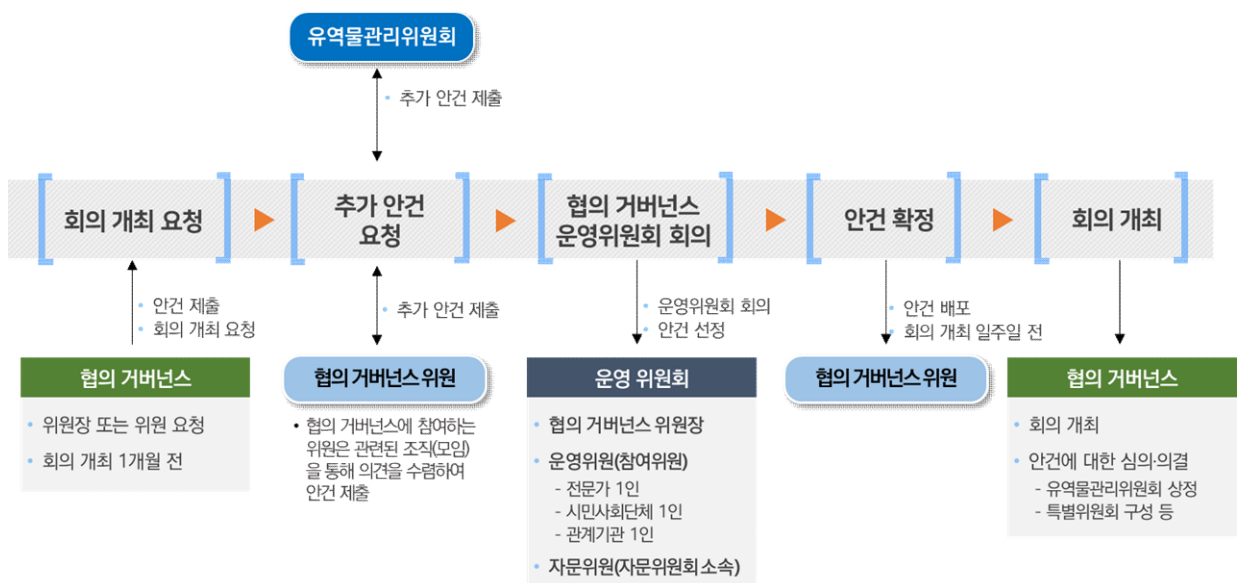 유역물관리위원회
• 추가 안건 제출
회의 개최 요청
추가 안건
요청
협의 거버넌스
운영위원회 회의
안건 확정
회의 개최
• 안건 제출
• 회의 개최 요청
• 추가 안건 제출
• 운영위원회 회의
• 안건 선정
• 안건 배포
• 회의 개최 일주일 전
협의 거버넌스
• 위원장 또는 위원 요청
• 회의 개최 1개월 전
협의 거버넌스 위원
• 협의 거버넌스에 참여하는
위원은 관련된 조직(모임)
을 통해 의견을 수렴하여
안건 제출
운영 위원회
• 협의 거버넌스 위원장
• 운영위원(참여위원)
- 전문가 1인
- 시민사회단체 1인
- 관계기관 1인
• 자문위원(자문위원회 소속)
협의 거버넌스 위원
협의 거버넌스
• 회의 개최
• 안건에 대한 심의·의결
- 유역물관리위원회 상정
- 특별위원회 구성 등